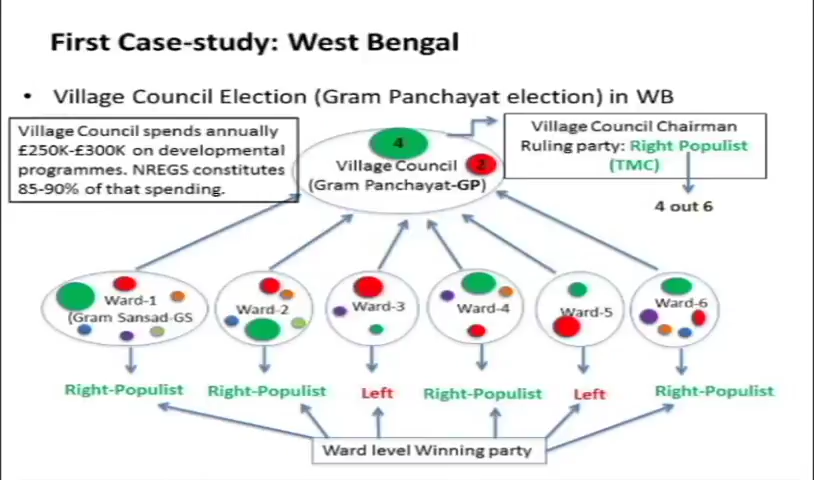 First Case-study: West Bengal
• Village Council Election (Gram Panchayat election) in WB
Village Council spends annually
£250K-£300K on developmental
programmes. NREGS constitutes
85-90% of that spending.
4
Village Council
2
(Gram Panchayat-GP)
Village Council Chairman
Ruling party: Right Populist
(TMC)
4 out 6
Ward-1
(Gram Sansad-GS
Ward-2
Ward-3
Ward-4
Ward-5
Ward-6
Right-Populist
Right-Populist
Left
Right-Populist
Left
Right-Populist
Ward level Winning party